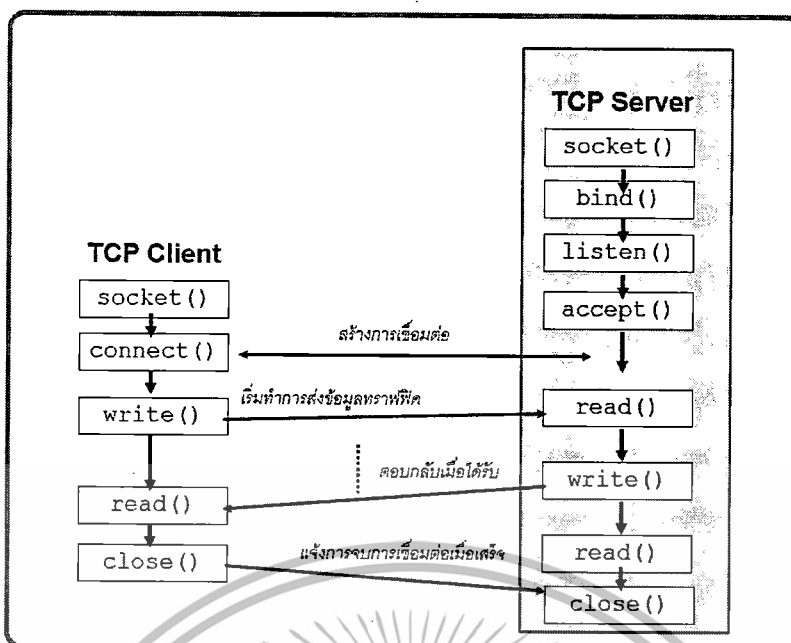 TCP Server
socket()
bind()
listen()
accept()
TCP Client
socket()
connect()
สร้างการเชื่อมต่อ
write()
เริ่มทำการส่งข้อมูลทราฟฟิค
read()
ตอบกลับเมื่อได้รับ
write()
read()
read()
close()
แจ้งการจบการเชื่อมต่อเมื่อเสร็จ
close()